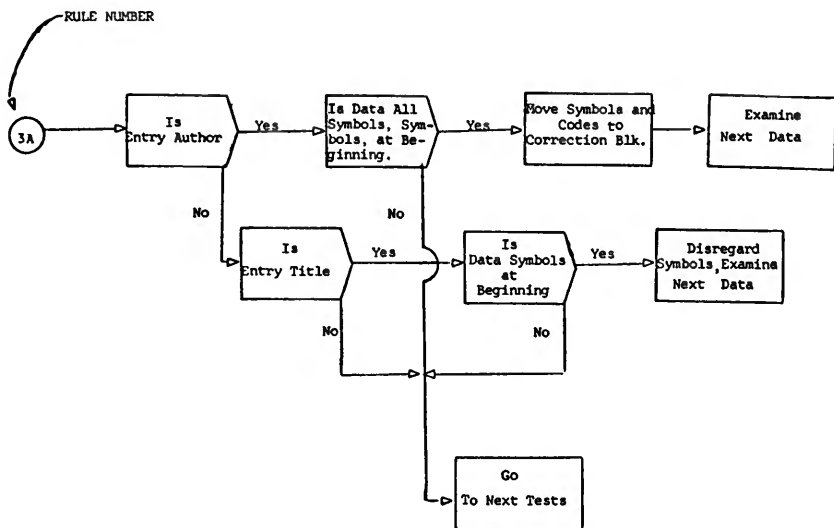 RULE NUMBER
3A
Is
Entry Author
Yes
Is Data All
Symbols, Sym-
bols, at Be-
ginning.
Yes
Move Symbols and
Codes to
Correction Blk.
Examine
Next Data
No
No
Is
Entry Title
Yes
Is
Data Symbols
at
Beginning
Yes
Disregard
Symbols,Examina
Next Data
No
No
Go
To Next Tests